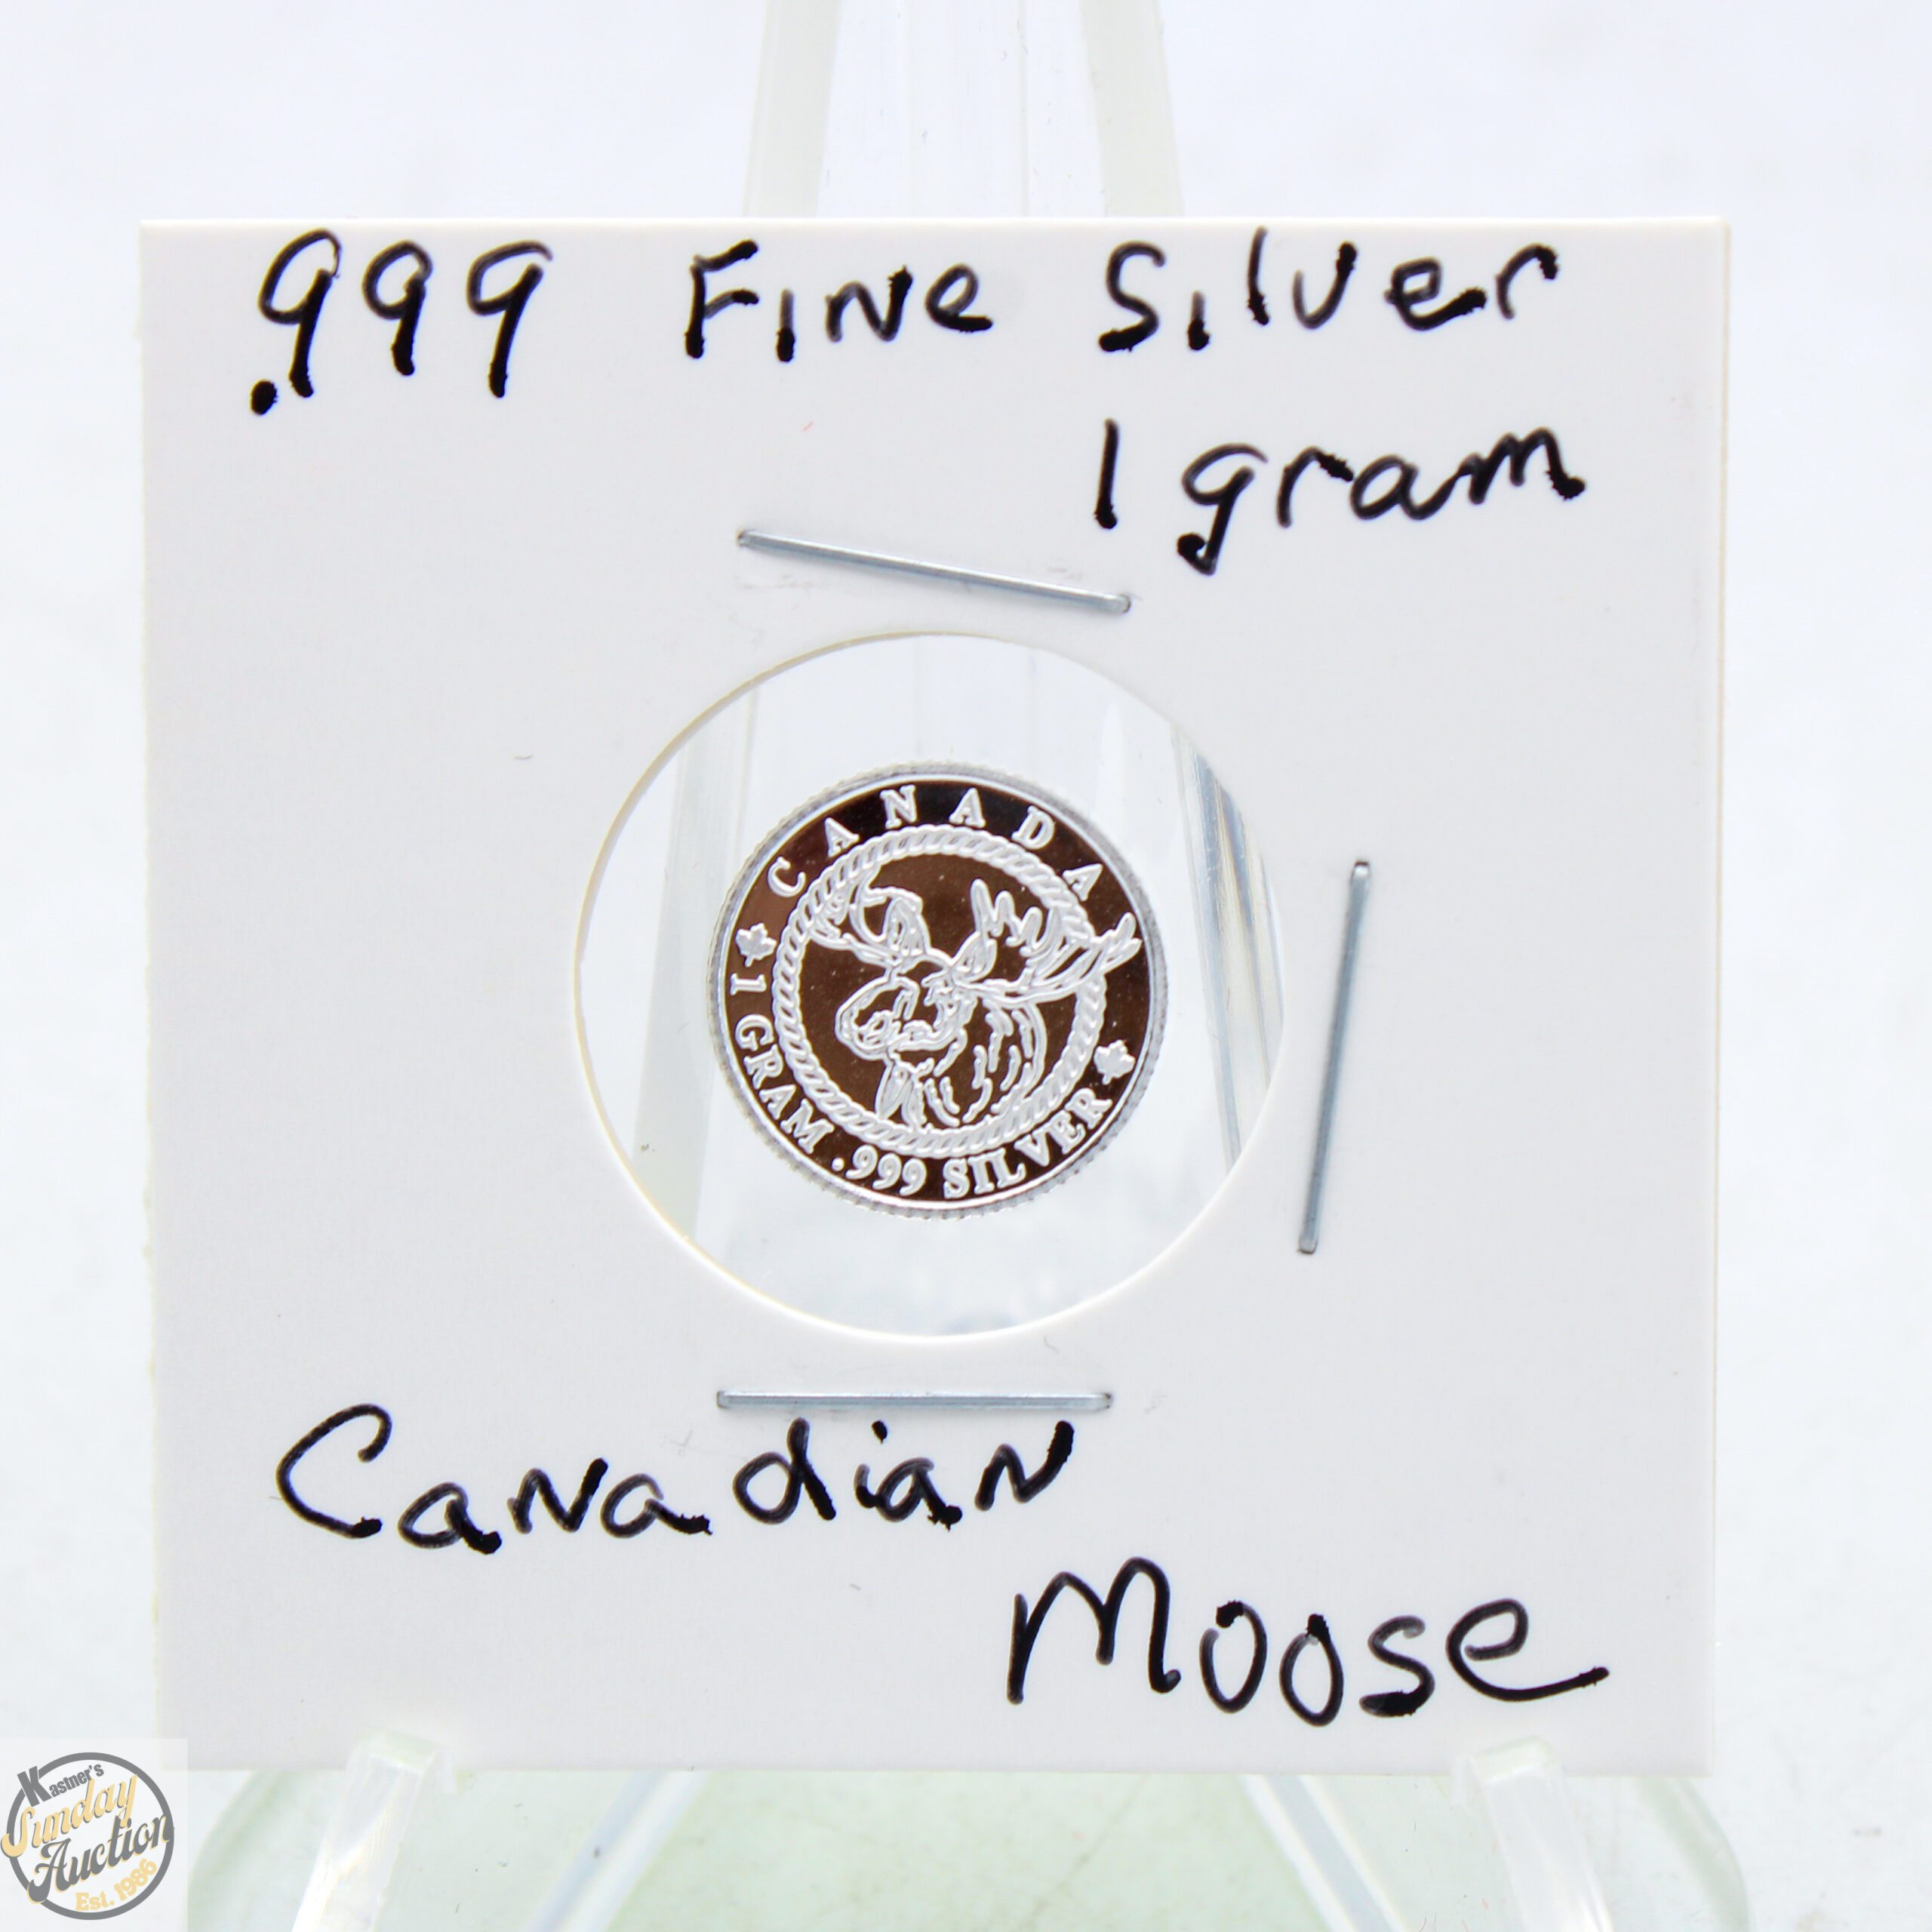 .999 Fine Silver
1 gram
CANADA
1 GRAM .999 SILVER
Canadian
Moose
Kastner's
Sunday
Auction
Est. 1986